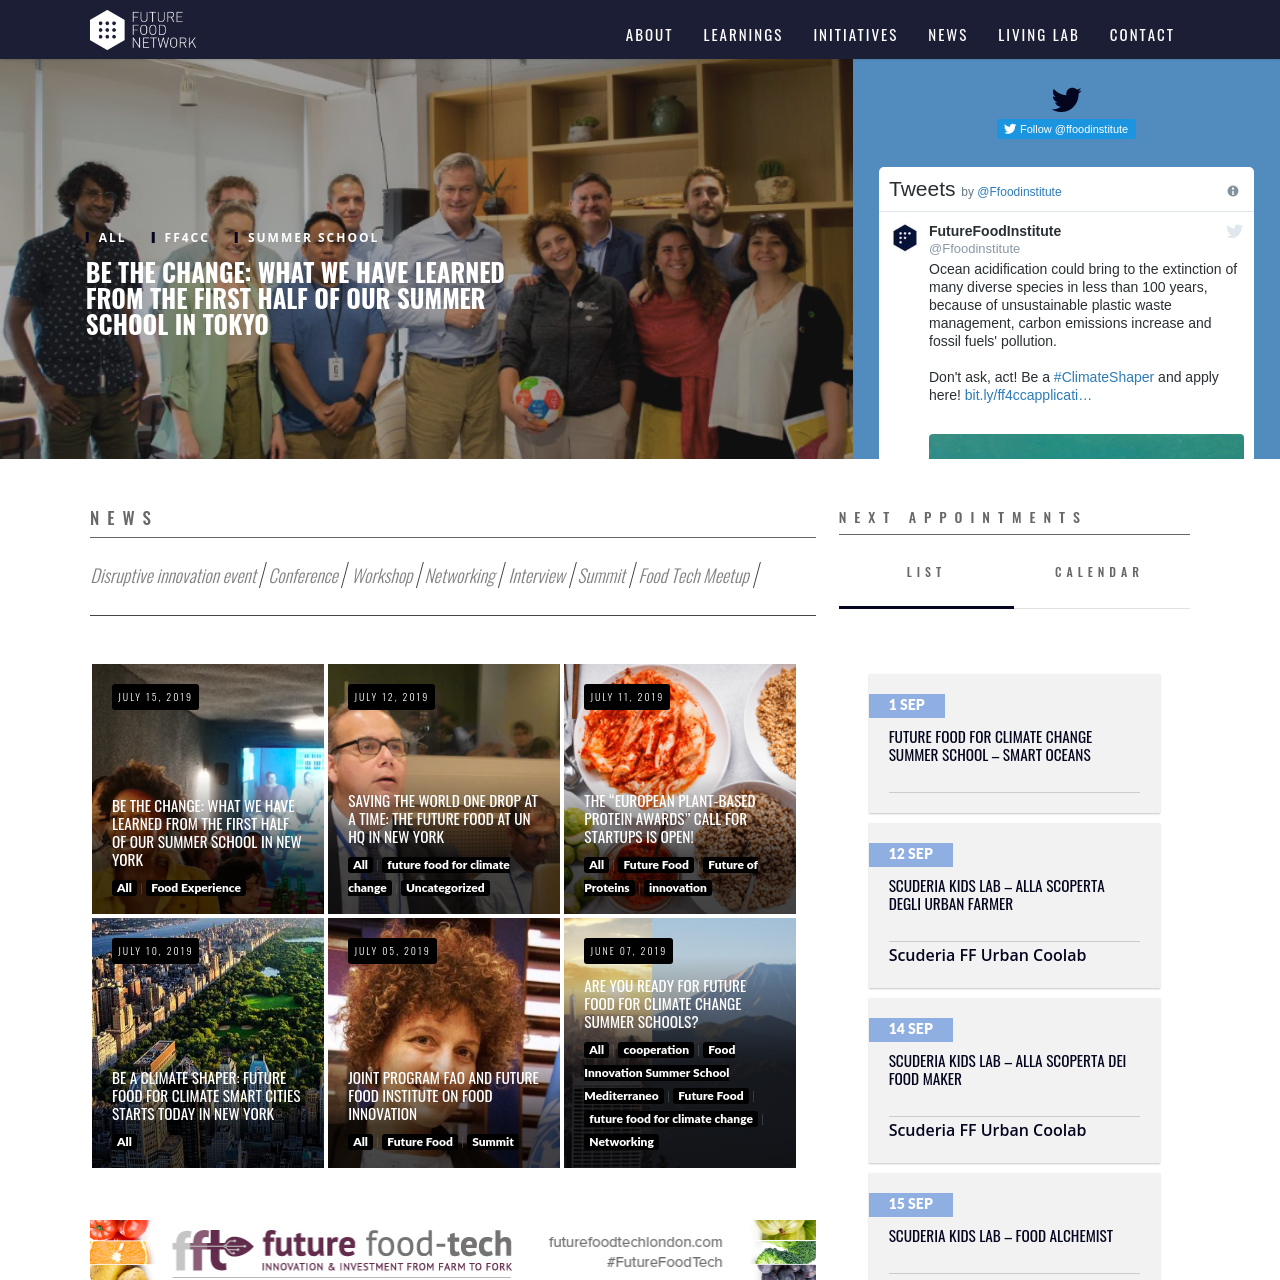 FUTURE
FOOD
NETWORK
ABOUT
LEARNINGS
INITIATIVES
NEWS
LIVING LAB
CONTACT
ALL
FF4CC
SUMMER SCHOOL
BE THE CHANGE: WHAT WE HAVE LEARNED
FROM THE FIRST HALF OF OUR SUMMER
SCHOOL IN TOKYO
Follow @ffoodinstitute
Tweets by @Ffoodinstitute
FutureFoodInstitute
@Ffoodinstitute
Ocean acidification could bring to the extinction of
many diverse species in less than 100 years,
because of unsustainable plastic waste
management, carbon emissions increase and
fossil fuels' pollution.
Don't ask, act! Be a #ClimateShaper and apply
here! bit.ly/ff4ccapplicati…
NEWS
Disruptive innovation event / Conference / Workshop / Networking / Interview / Summit / Food Tech Meetup /
JULY 15, 2019
BE THE CHANGE: WHAT WE HAVE
LEARNED FROM THE FIRST HALF
OF OUR SUMMER SCHOOL IN NEW
YORK
All | Food Experience
JULY 12, 2019
SAVING THE WORLD ONE DROP AT
A TIME: THE FUTURE FOOD AT UN
HQ IN NEW YORK
All | future food for climate
change | Uncategorized
JULY 11, 2019
THE “EUROPEAN PLANT-BASED
PROTEIN AWARDS” CALL FOR
STARTUPS IS OPEN!
All | Future Food | Future of
Proteins | innovation
JULY 10, 2019
BE A CLIMATE SHAPER: FUTURE
FOOD FOR CLIMATE SMART CITIES
STARTS TODAY IN NEW YORK
All
JULY 05, 2019
JOINT PROGRAM FAO AND FUTURE
FOOD INSTITUTE ON FOOD
INNOVATION
All | Future Food | Summit
JUNE 07, 2019
ARE YOU READY FOR FUTURE
FOOD FOR CLIMATE CHANGE
SUMMER SCHOOLS?
All | cooperation | Food
Innovation Summer School
Mediterraneo | Future Food |
future food for climate change |
Networking
fft future food-tech
INNOVATION & INVESTMENT FROM FARM TO FORK
futurefoodtechlondon.com
#FutureFoodTech
NEXT APPOINTMENTS
LIST
CALENDAR
1 SEP
FUTURE FOOD FOR CLIMATE CHANGE
SUMMER SCHOOL – SMART OCEANS
12 SEP
SCUDERIA KIDS LAB – ALLA SCOPERTA
DEGLI URBAN FARMER
Scuderia FF Urban Coolab
14 SEP
SCUDERIA KIDS LAB – ALLA SCOPERTA DEI
FOOD MAKER
Scuderia FF Urban Coolab
15 SEP
SCUDERIA KIDS LAB – FOOD ALCHEMIST